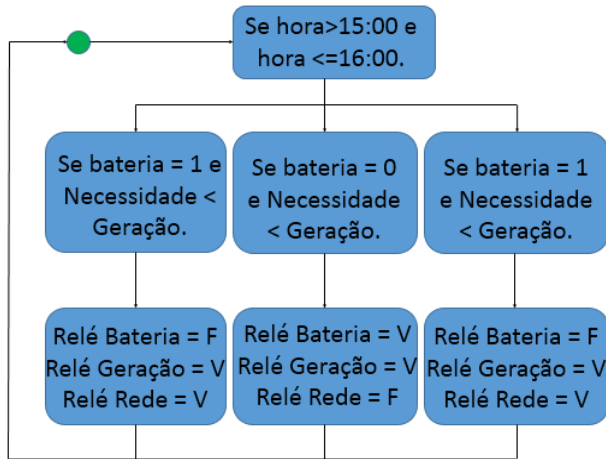 Se hora>15:00 e
hora <=16:00.
Se bateria = 1 e
Necessidade <
Geração.
Se bateria = 0
e Necessidade
< Geração.
Se bateria = 1
e Necessidade
< Geração.
Relé Bateria = F
Relé Geração = V
Relé Rede = V
Relé Bateria = V
Relé Geração = V
Relé Rede = F
Relé Bateria = F
Relé Geração = V
Relé Rede = V